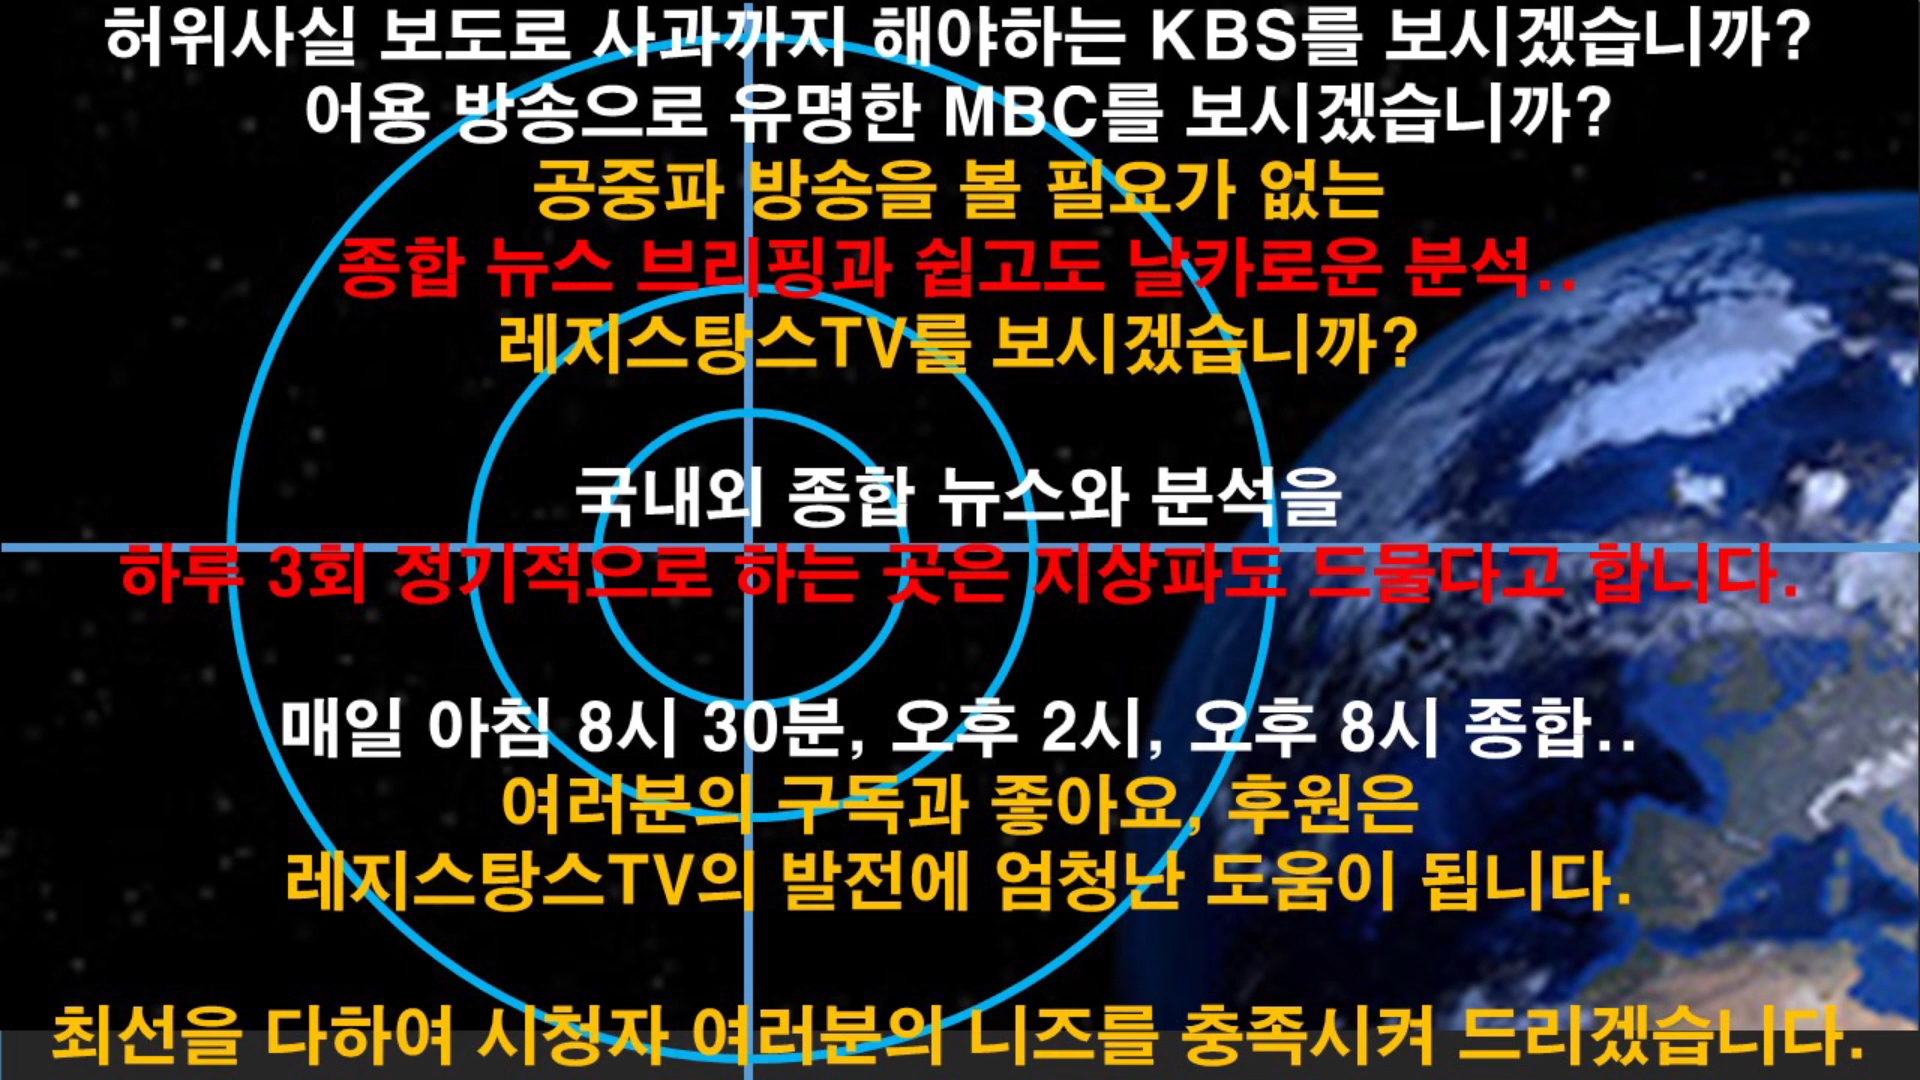 허위사실 보도로 사과까지 해야하는 KBS를 보시겠습니까?
어용 방송으로 유명한 MBC를 보시겠습니까?
공중파 방송을 볼 필요가 없는
종합 뉴스 브리핑과 쉽고도 날카로운 분석..
레지스탕스TV를 보시겠습니까?
국내외 종합 뉴스와 분석을
하루 3회 정기적으로 하는 곳은 지상파도 드물다고 합니다.
매일 아침 8시 30분, 오후 2시, 오후 8시 종합..
여러분의 구독과 좋아요, 후원은
레지스탕스TV의 발전에 엄청난 도움이 됩니다.
최선을 다하여 시청자 여러분의 니즈를 충족시켜 드리겠습니다.